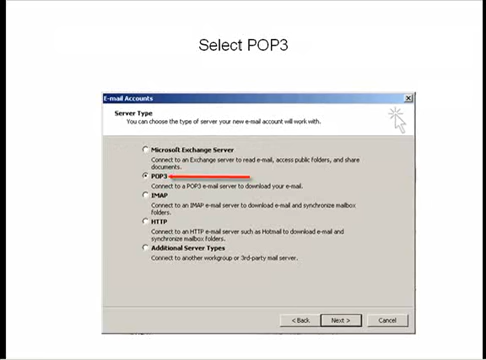 Select POP3
E-mail Accounts
Server Type
You can choose the type of server your new e-mail account will work with.
Microsoft Exchange Server
Connect to an Exchange server to read e-mail, access public folders, and share
documents.
POP3
Connect to a POP3 e-mail server to download your e-mail.
IMAP
Connect to an IMAP e-mail server to download e-mail and synchronize mailbox
folders.
HTTP
Connect to an HTTP e-mail server such as Hotmail to download e-mail and
synchronize mailbox folders.
Additional Server Types
Connect to another workgroup or 3rd-party mail server.
< Back
Next >
Cancel